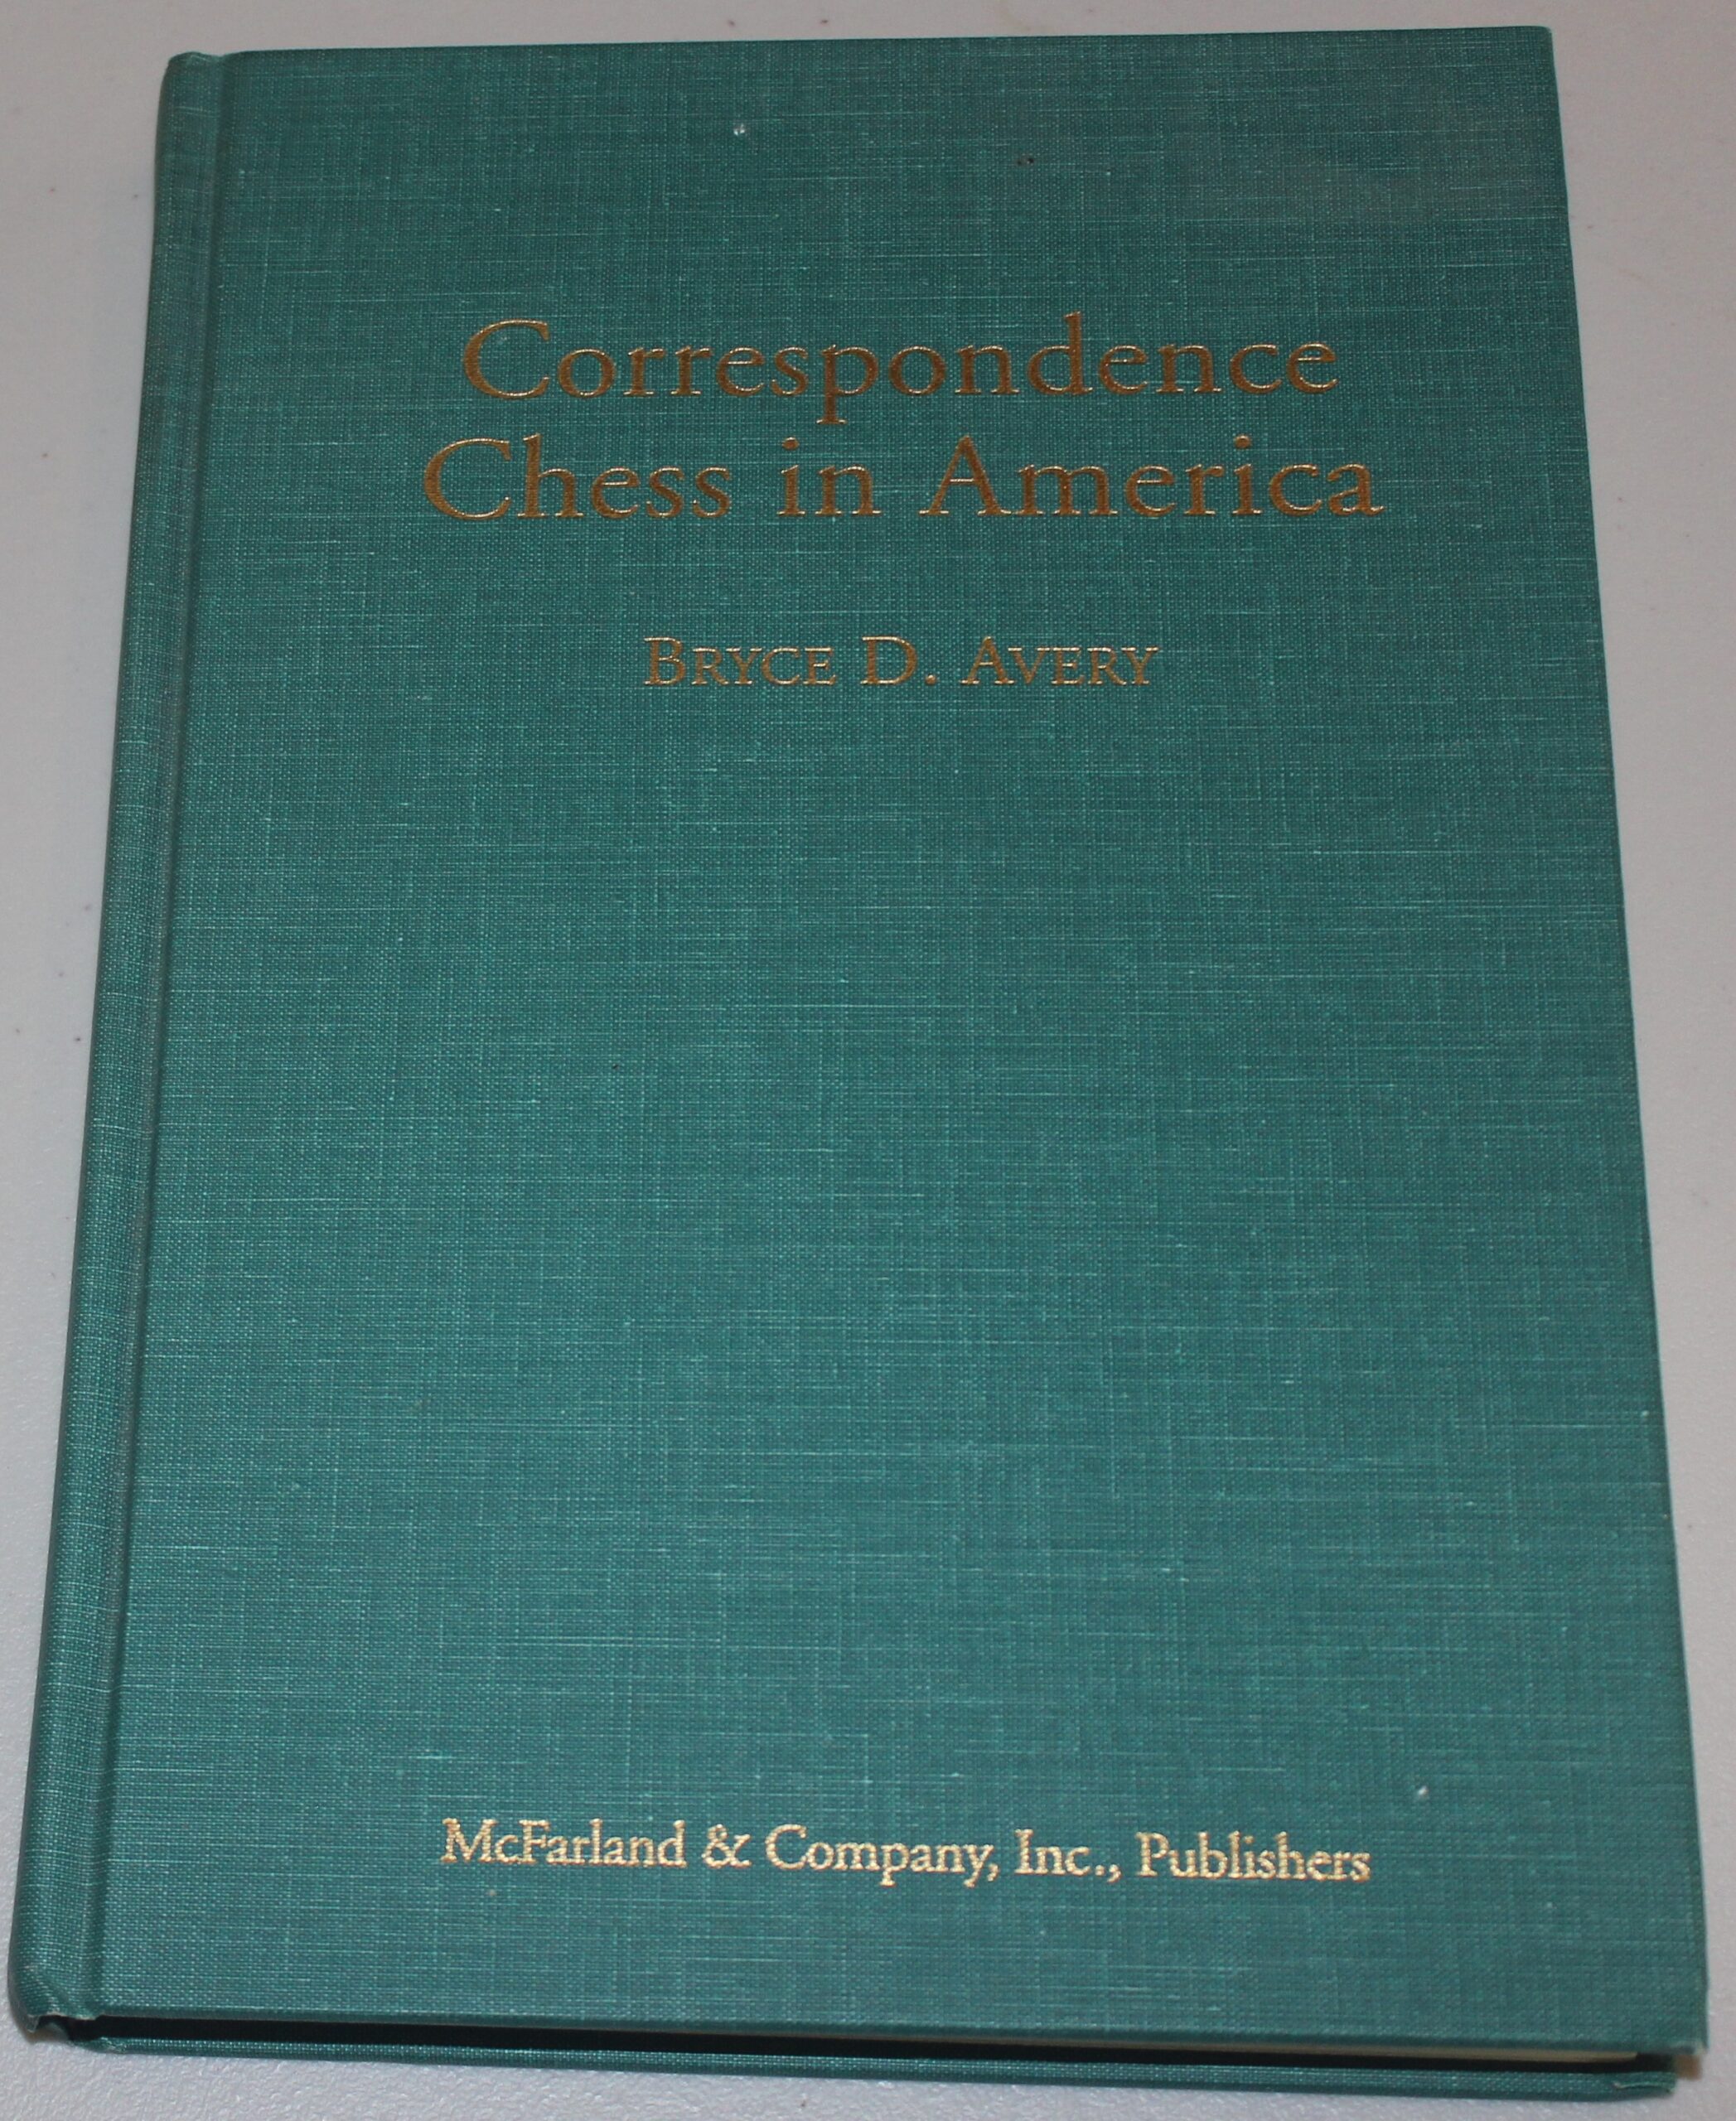 Correspondence
Chess in America
Bryce D. Avery
McFarland & Company, Inc., Publishers